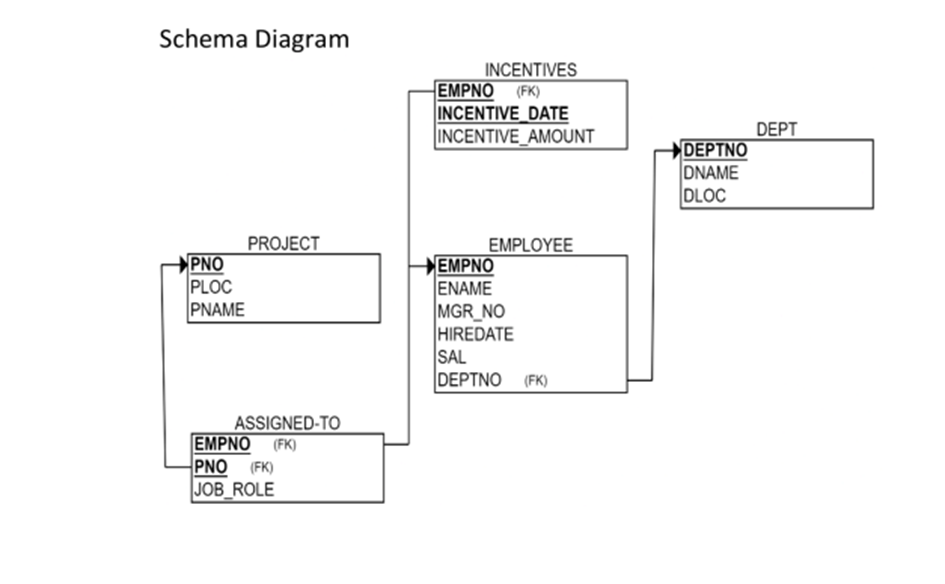 Schema Diagram
INCENTIVES
EMPNO (FK)
INCENTIVE_DATE
INCENTIVE_AMOUNT
DEPT
DEPTNO
DNAME
DLOC
PROJECT
PNO
PLOC
PNAME
EMPLOYEE
EMPNO
ENAME
MGR_NO
HIREDATE
SAL
DEPTNO (FK)
ASSIGNED-TO
EMPNO (FK)
PNO (FK)
JOB_ROLE